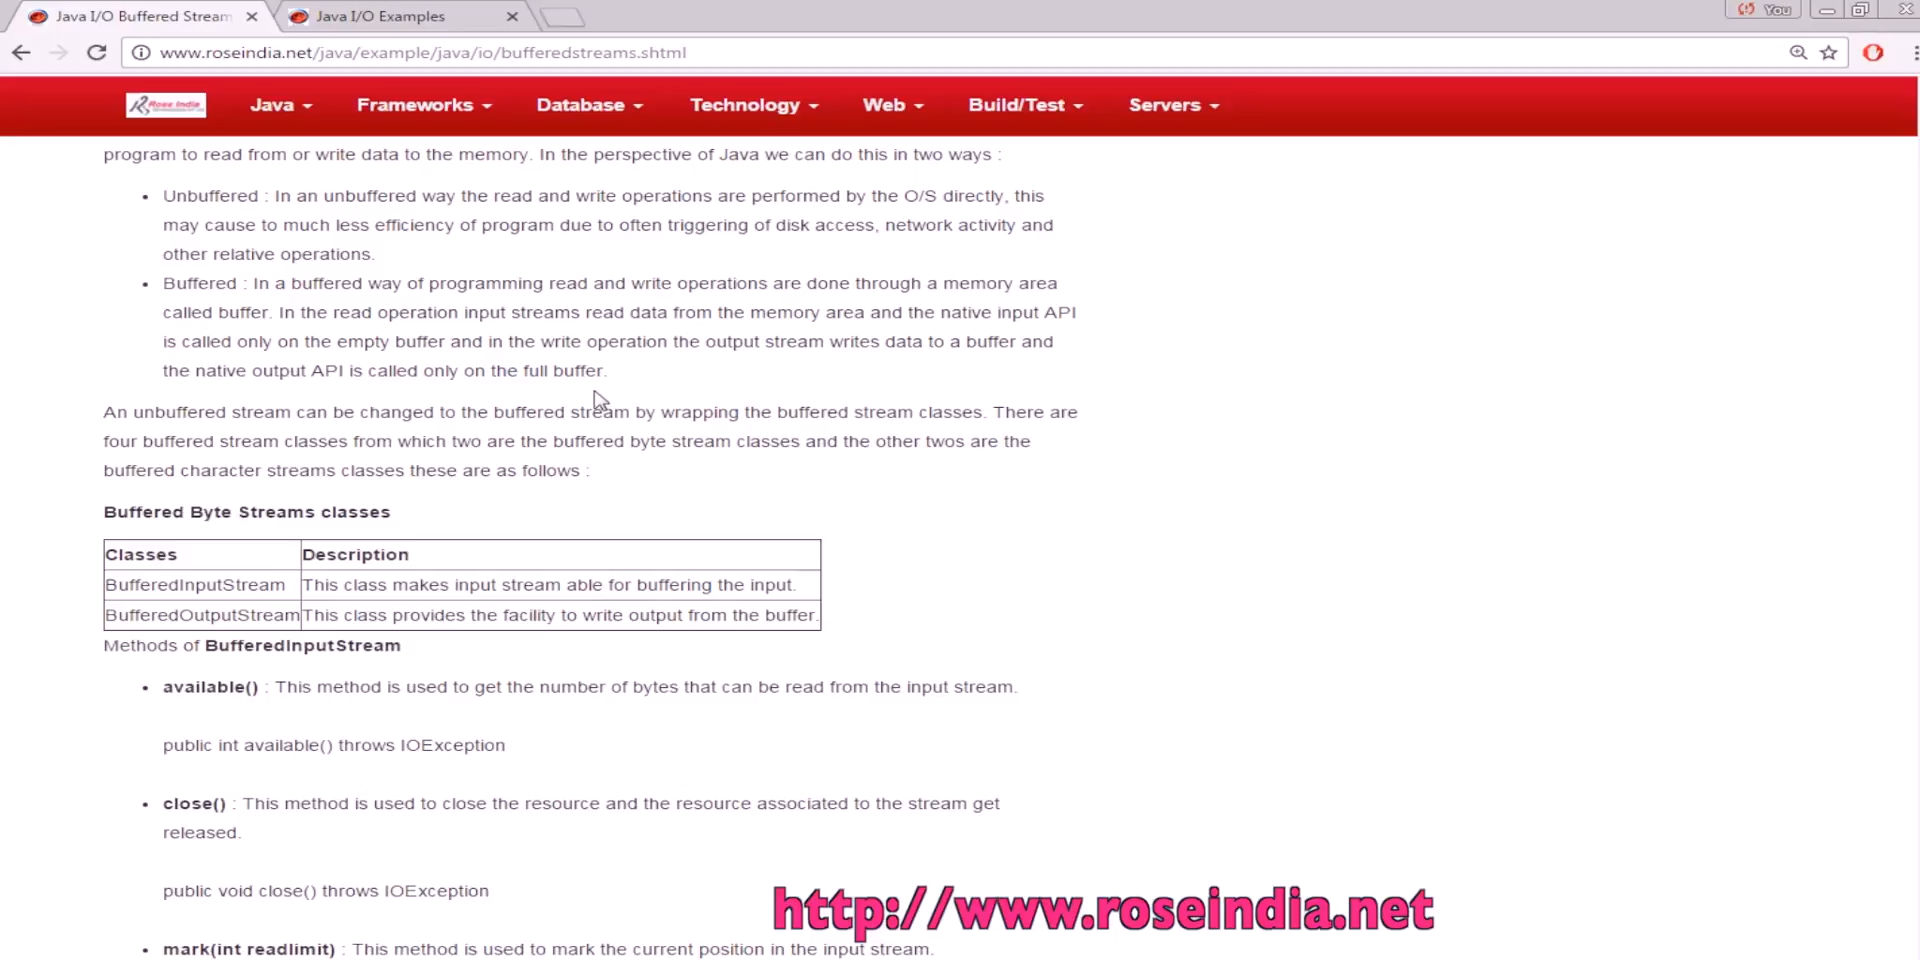 Java I/O Buffered Stream
Java I/O Examples
You
www.roseindia.net/java/example/java/io/bufferedstreams.shtml
Rose India
Java
Frameworks
Database
Technology
Web
Build/Test
Servers
program to read from or write data to the memory. In the perspective of Java we can do this in two ways :
• Unbuffered : In an unbuffered way the read and write operations are performed by the O/S directly, this
may cause to much less efficiency of program due to often triggering of disk access, network activity and
other relative operations.
• Buffered : In a buffered way of programming read and write operations are done through a memory area
called buffer. In the read operation input streams read data from the memory area and the native input API
is called only on the empty buffer and in the write operation the output stream writes data to a buffer and
the native output API is called only on the full buffer.
An unbuffered stream can be changed to the buffered stream by wrapping the buffered stream classes. There are
four buffered stream classes from which two are the buffered byte stream classes and the other twos are the
buffered character streams classes these are as follows :
Buffered Byte Streams classes
Classes Description
BufferedInputStream This class makes input stream able for buffering the input.
BufferedOutputStream This class provides the facility to write output from the buffer.
Methods of BufferedInputStream
• available() : This method is used to get the number of bytes that can be read from the input stream.
public int available() throws IOException
• close() : This method is used to close the resource and the resource associated to the stream get
released.
public void close() throws IOException
http://www.roseindia.net
• mark(int readlimit) : This method is used to mark the current position in the input stream.